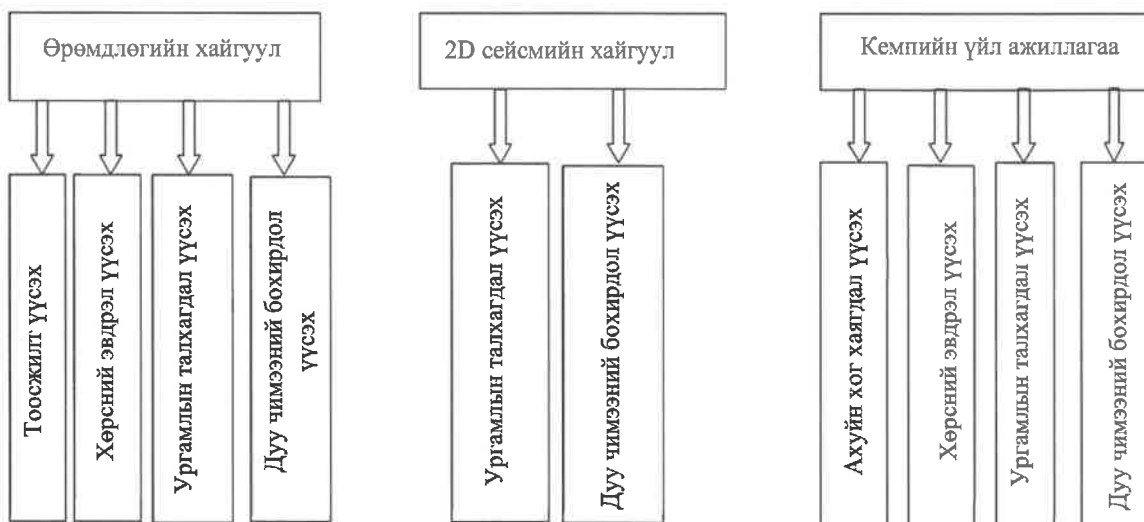 Өрөмдлөгийн хайгуул
2D сейсмийн хайгуул
Кемпийн үйл ажиллагаа
Тоосжилт үүсэх
Хөрсний эвдрэл үүсэх
Ургамлын талхагдал үүсэх
Дуу чимээний бохирдол
үүсэх
Ургамлын талхагдал үүсэх
Дуу чимээний бохирдол үүсэх
Ахуйн хог хаягдал үүсэх
Хөрсний эвдрэл үүсэх
Ургамлын талхагдал үүсэх
Дуу чимээний бохирдол үүсэх